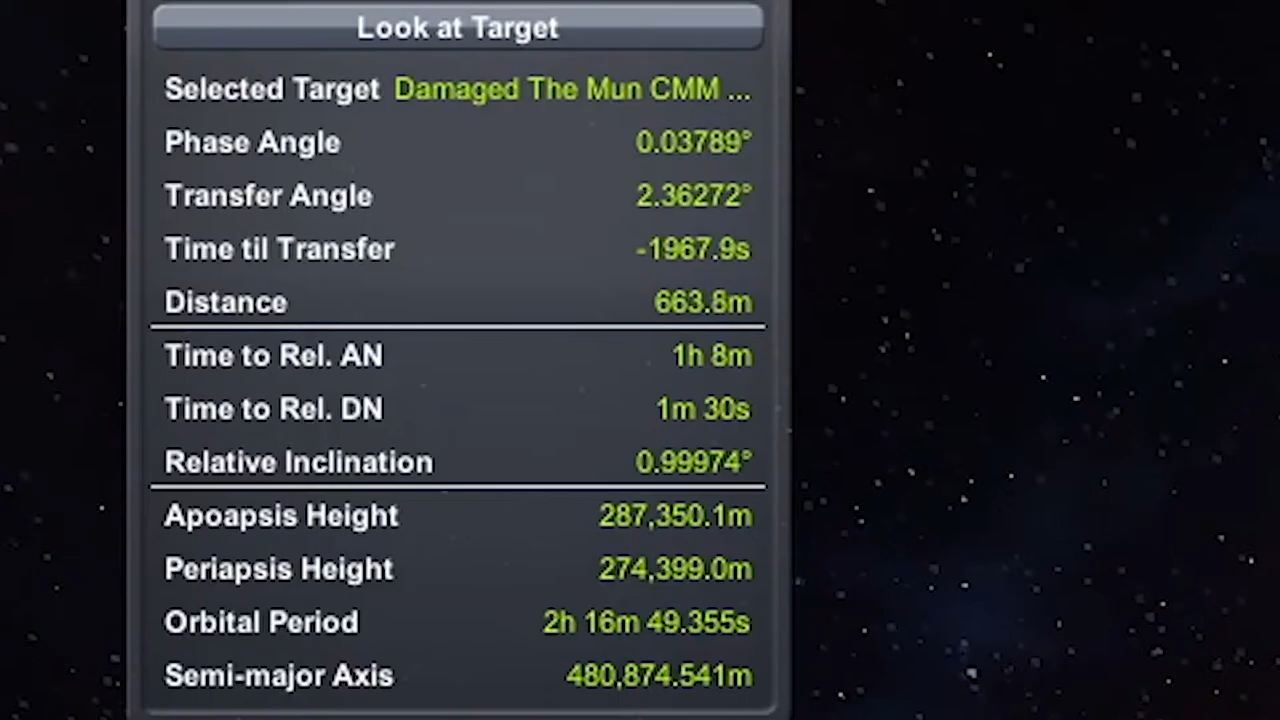 Look at Target
Selected Target Damaged The Mun CMM ...
Phase Angle 0.03789°
Transfer Angle 2.36272°
Time til Transfer -1967.9s
Distance 663.8m
Time to Rel. AN 1h 8m
Time to Rel. DN 1m 30s
Relative Inclination 0.99974°
Apoapsis Height 287,350.1m
Periapsis Height 274,399.0m
Orbital Period 2h 16m 49.355s
Semi-major Axis 480,874.541m